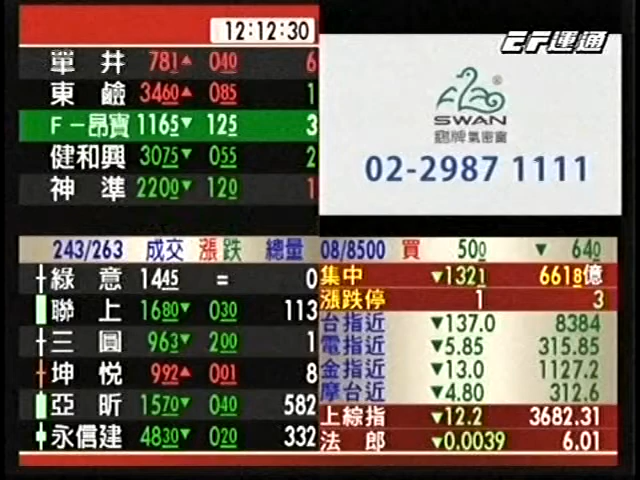 12:12:30
EF運通
單井 781▲ 040 6
東鹼 3460▲ 085 1
F-昂寶 1165▼ 125 3
健和興 3075▼ 055 2
神準 2200▼ 120 1
®
SWAN
鵝牌氣密窗
02-2987 1111
243/263 成交 漲跌 總量
綠意 1445 = 0
聯上 1680▼ 030 113
三圓 963▼ 200 1
坤悅 992▲ 001 8
亞昕 1570▼ 040 582
永信建 4830▼ 020 332
08/8500 買 500 ▼ 640
集中 ▼1321 6618億
漲跌停 1 3
台指近 ▼137.0 8384
電指近 ▼5.85 315.85
金指近 ▼13.0 1127.2
摩台近 ▼4.80 312.6
上綜指 ▼12.2 3682.31
法郎 ▼0.0039 6.01